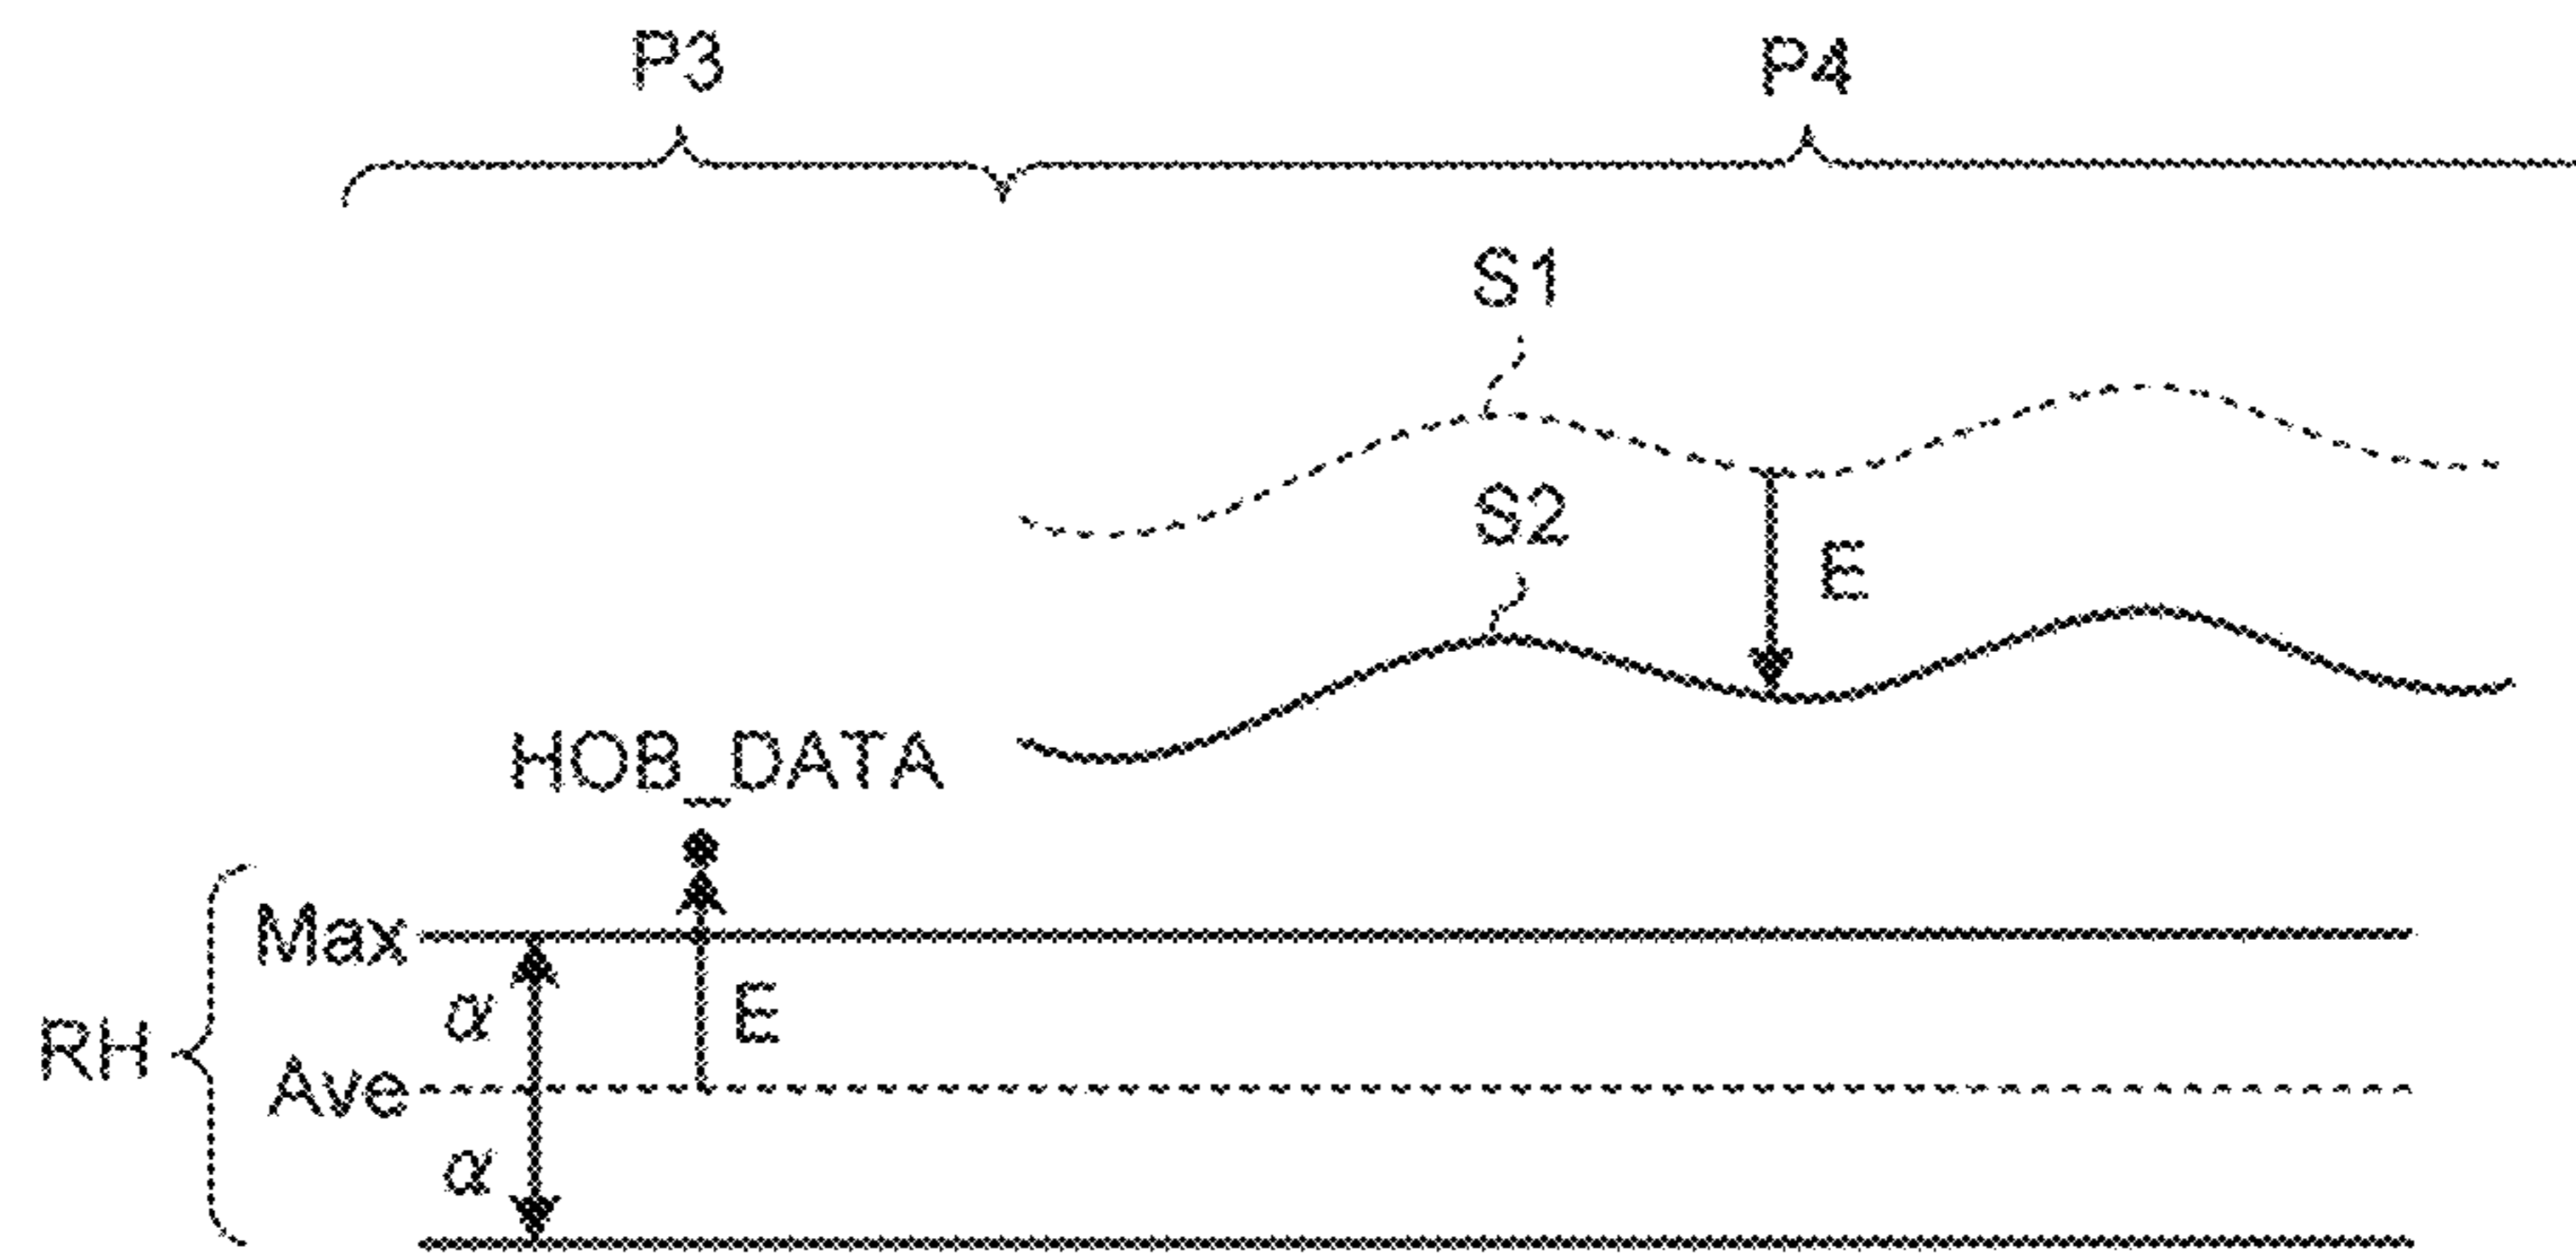 P3 P4
S1
S2
E
HOB_DATA
Max
α E
RH
Ave
α